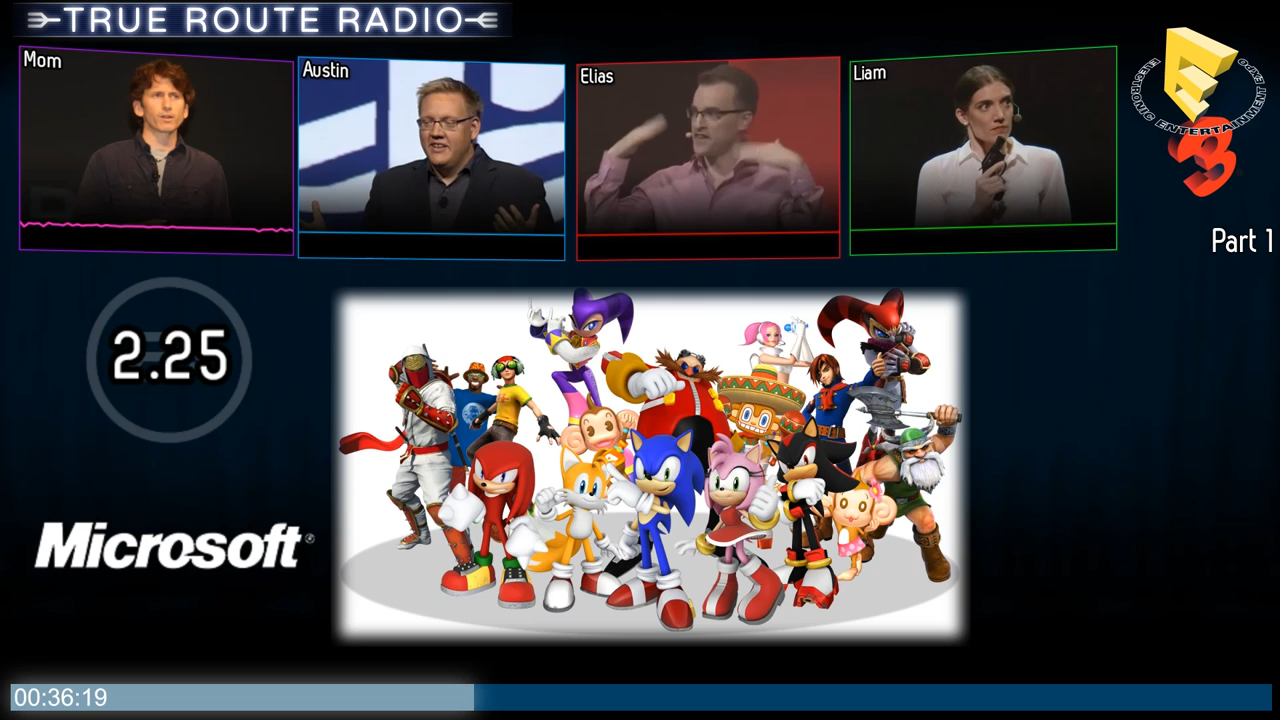 TRUE ROUTE RADIO
Mom
Austin
Elias
Liam
ELECTRONIC ENTERTAINMENT EXPO
E3
Part 1
2.25
Microsoft®
00:36:19